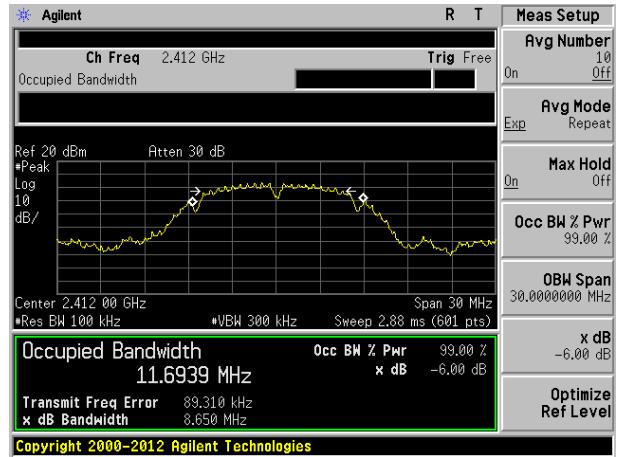 Agilent R T Meas Setup
Ch Freq 2.412 GHz Trig Free
Occupied Bandwidth
Avg Number
10
On Off
Avg Mode
Exp Repeat
Max Hold
On Off
Occ BW % Pwr
99.00 %
OBW Span
30.0000000 MHz
x dB
-6.00 dB
Optimize
Ref Level
Ref 20 dBm Atten 30 dB
#Peak
Log
10
dB/
Center 2.412 00 GHz Span 30 MHz
#Res BW 100 kHz #VBW 300 kHz Sweep 2.88 ms (601 pts)
Occupied Bandwidth Occ BW % Pwr 99.00 %
11.6939 MHz x dB -6.00 dB
Transmit Freq Error 89.310 kHz
x dB Bandwidth 8.650 MHz
Copyright 2000-2012 Agilent Technologies